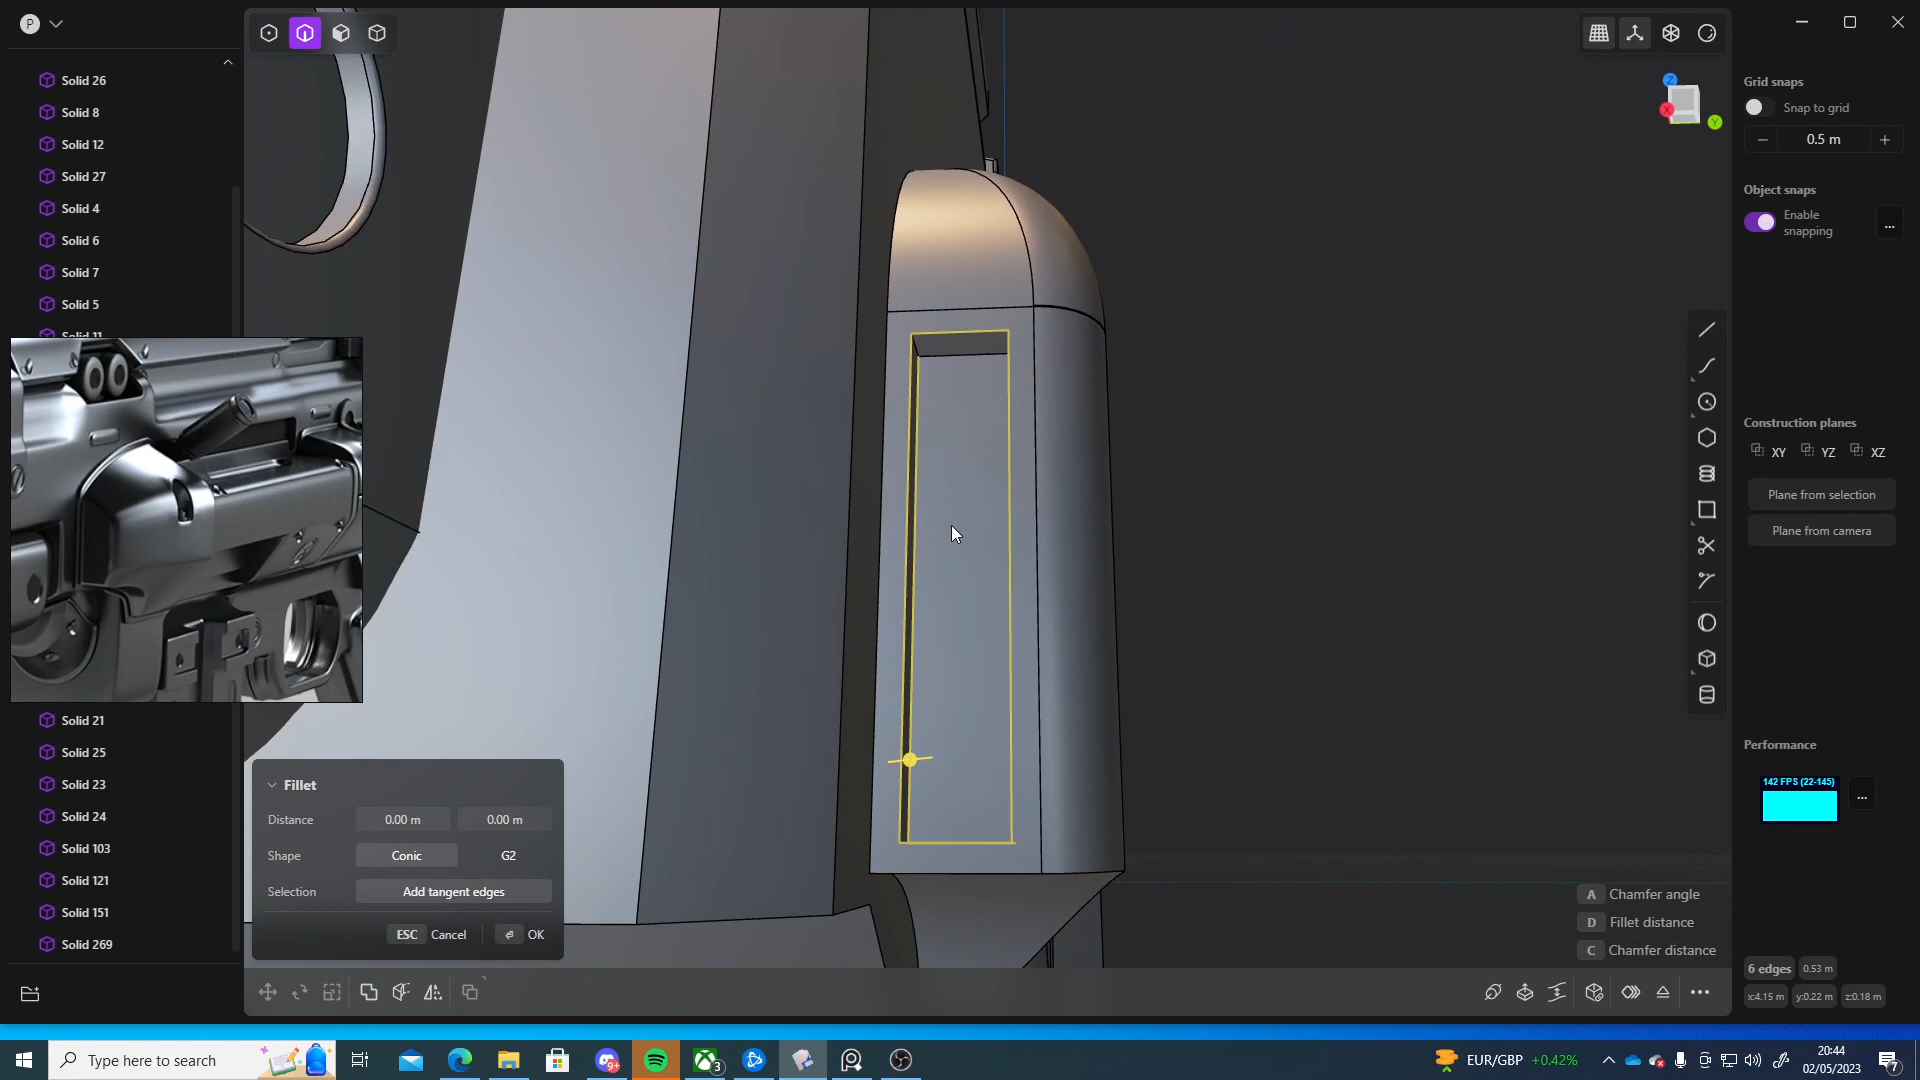 P
Solid 26
Solid 8
Solid 12
Solid 27
Solid 4
Solid 6
Solid 7
Solid 5
Solid 11
Solid 21
Solid 25
Solid 23
Solid 24
Solid 103
Solid 121
Solid 151
Solid 269
Fillet
Distance 0.00 m 0.00 m
Shape Conic G2
Selection Add tangent edges
ESC Cancel OK
Z
X
Y
Grid snaps
Snap to grid
0.5 m
Object snaps
Enable
snapping
...
Construction planes
XY YZ XZ
Plane from selection
Plane from camera
Performance
142 FPS (22-145)
...
A Chamfer angle
D Fillet distance
C Chamfer distance
6 edges 0.53 m
x:4.15 m y:0.22 m z:0.18 m
Type here to search
9+
3
EUR/GBP +0.42%
20:44
02/05/2023
7